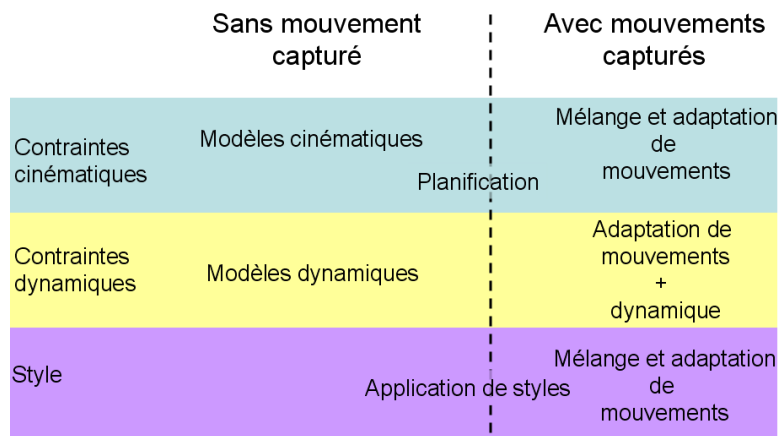 Sans mouvement
capturé
Avec mouvements
capturés
Contraintes
cinématiques
Modèles cinématiques
Planification
Mélange et adaptation
de
mouvements
Contraintes
dynamiques
Modèles dynamiques
Adaptation de
mouvements
+
dynamique
Style
Application de styles
Mélange et adaptation
de
mouvements